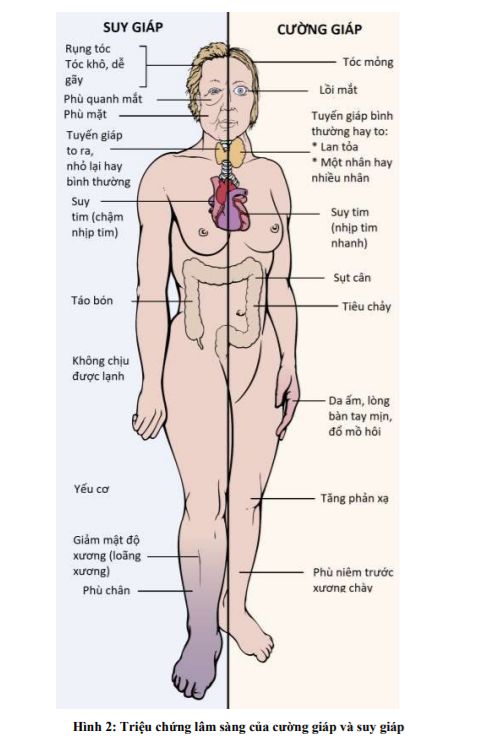 SUY GIÁP
Rụng tóc
Tóc khô, dễ
gãy
Phù quanh mắt
Phù mặt
Tuyến giáp
to ra,
nhỏ lại hay
bình thường
Suy
tim (chậm
nhịp tim)
Táo bón
Không chịu
được lạnh
Yếu cơ
Giảm mật độ
xương (loãng
xương)
Phù chân
CƯỜNG GIÁP
Tóc mỏng
Lồi mắt
Tuyến giáp bình
thường hay to:
* Lan tỏa
* Một nhân hay
nhiều nhân
Suy tim
(nhịp tim
nhanh)
Sụt cân
Tiêu chảy
Da ấm, lòng
bàn tay mịn,
đổ mồ hôi
Tăng phản xạ
Phù niêm trước
xương chày
Hình 2: Triệu chứng lâm sàng của cường giáp và suy giáp